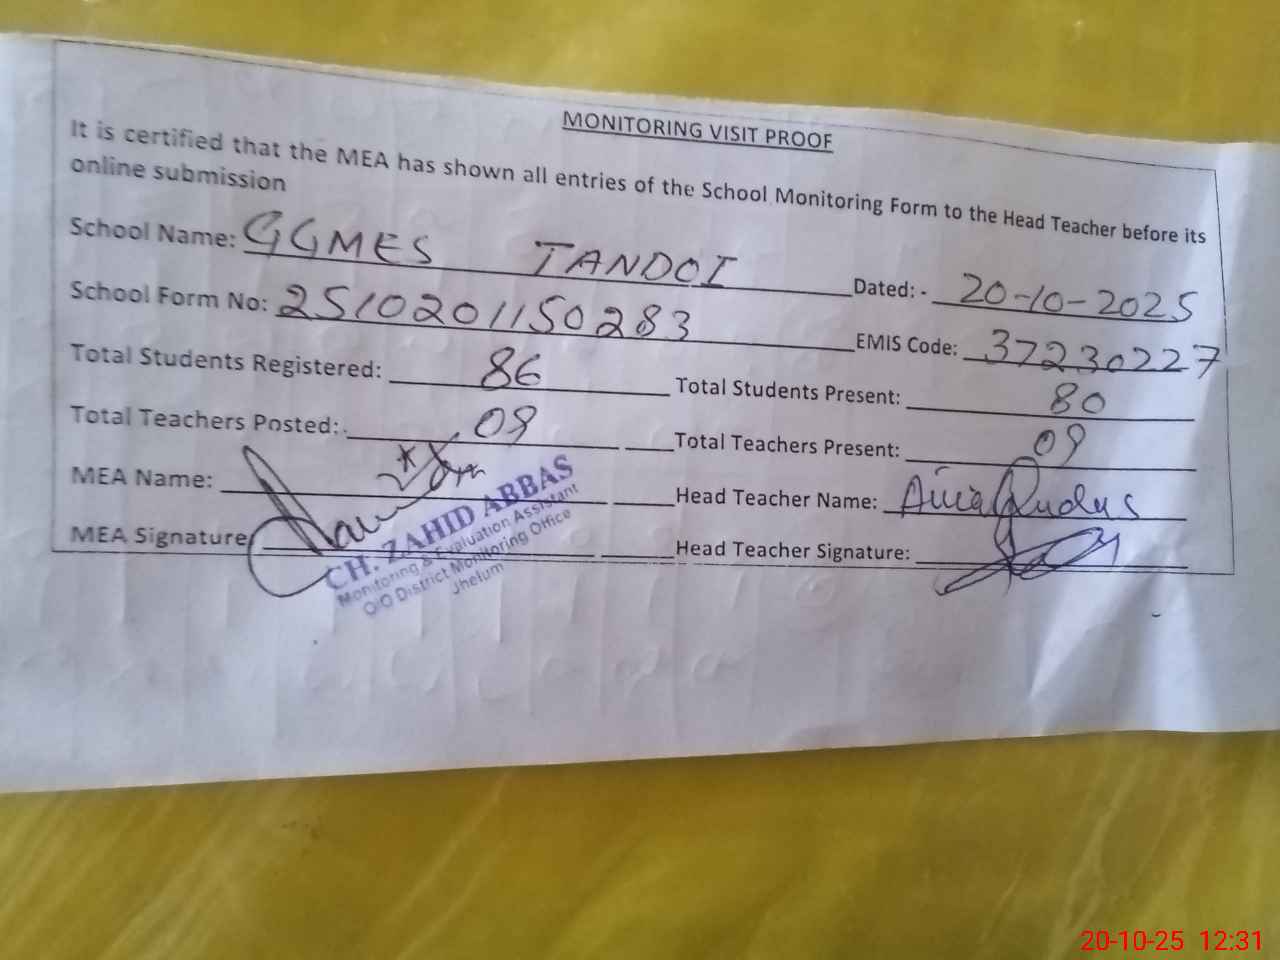 MONITORING VISIT PROOF
It is certified that the MEA has shown all entries of the School Monitoring Form to the Head Teacher before its
online submission
School Name: GGMES TANDOI Dated: - 20-10-2025
School Form No: 2510201150283 EMIS Code: 37230227
Total Students Registered: 86 Total Students Present: 80
Total Teachers Posted: 09 Total Teachers Present: 09
MEA Name: Head Teacher Name: Qudus
MEA Signature Head Teacher Signature:
CH. ZAHID ABBAS
Monitoring & Evaluation Assistant
O/O District Monitoring Office
Jhelum
20-10-25 12:31